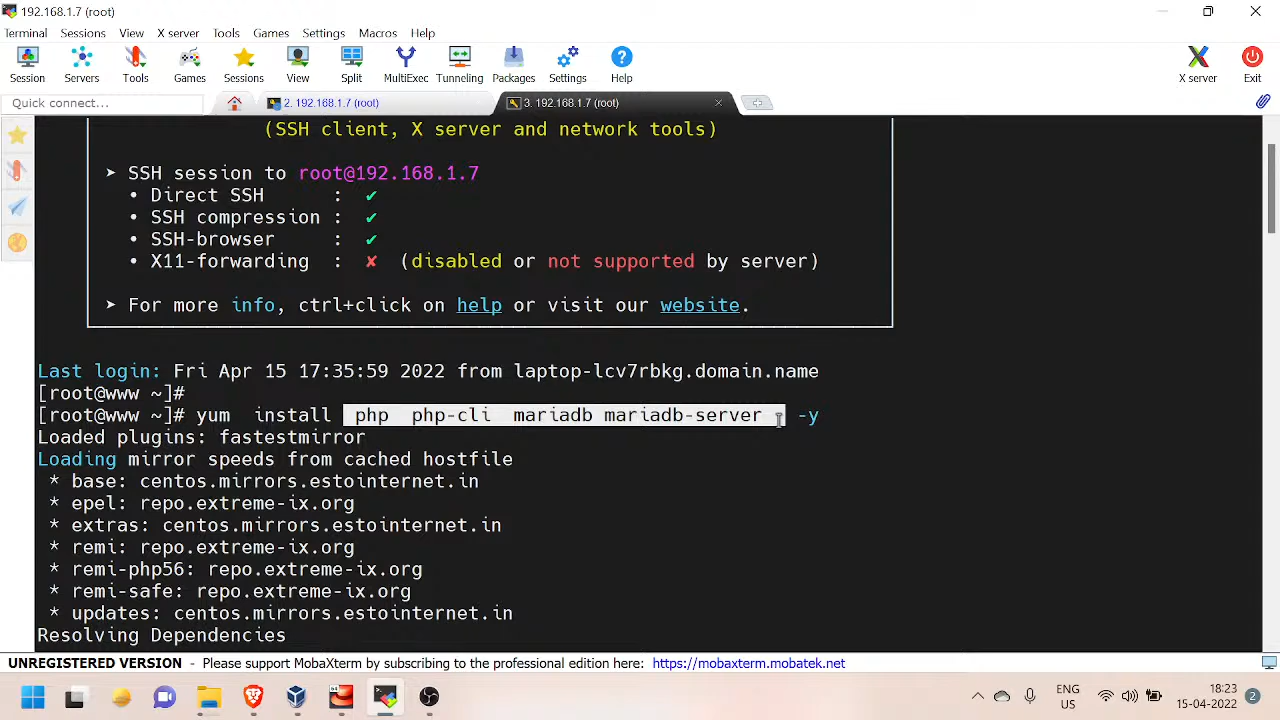 192.168.1.7 (root)
Terminal Sessions View X server Tools Games Settings Macros Help
Session Servers Tools Games Sessions View Split MultiExec Tunneling Packages Settings Help X server Exit
Quick connect... 2. 192.168.1.7 (root) 3. 192.168.1.7 (root)
(SSH client, X server and network tools)
➤ SSH session to root@192.168.1.7
• Direct SSH : ✔
• SSH compression : ✔
• SSH-browser : ✔
• X11-forwarding : ✘ (disabled or not supported by server)
➤ For more info, ctrl+click on help or visit our website.
Last login: Fri Apr 15 17:35:59 2022 from laptop-lcv7rbkg.domain.name
[root@www ~]#
[root@www ~]# yum install php php-cli mariadb mariadb-server -y
Loaded plugins: fastestmirror
Loading mirror speeds from cached hostfile
* base: centos.mirrors.estointernet.in
* epel: repo.extreme-ix.org
* extras: centos.mirrors.estointernet.in
* remi: repo.extreme-ix.org
* remi-php56: repo.extreme-ix.org
* remi-safe: repo.extreme-ix.org
* updates: centos.mirrors.estointernet.in
Resolving Dependencies
UNREGISTERED VERSION - Please support MobaXterm by subscribing to the professional edition here: https://mobaxterm.mobatek.net
ENG
US
18:23
15-04-2022
2